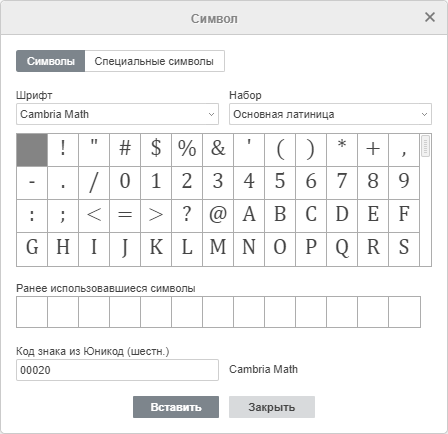 Символ ×
Символы Специальные символы
Шрифт Набор
Cambria Math Основная латиница
! " # $ % & ' ( ) * + ,
- . / 0 1 2 3 4 5 6 7 8 9
: ; < = > ? @ A B C D E F
G H I J K L M N O P Q R S
Ранее использовавшиеся символы
Код знака из Юникод (шестн.)
00020 Cambria Math
Вставить Закрыть